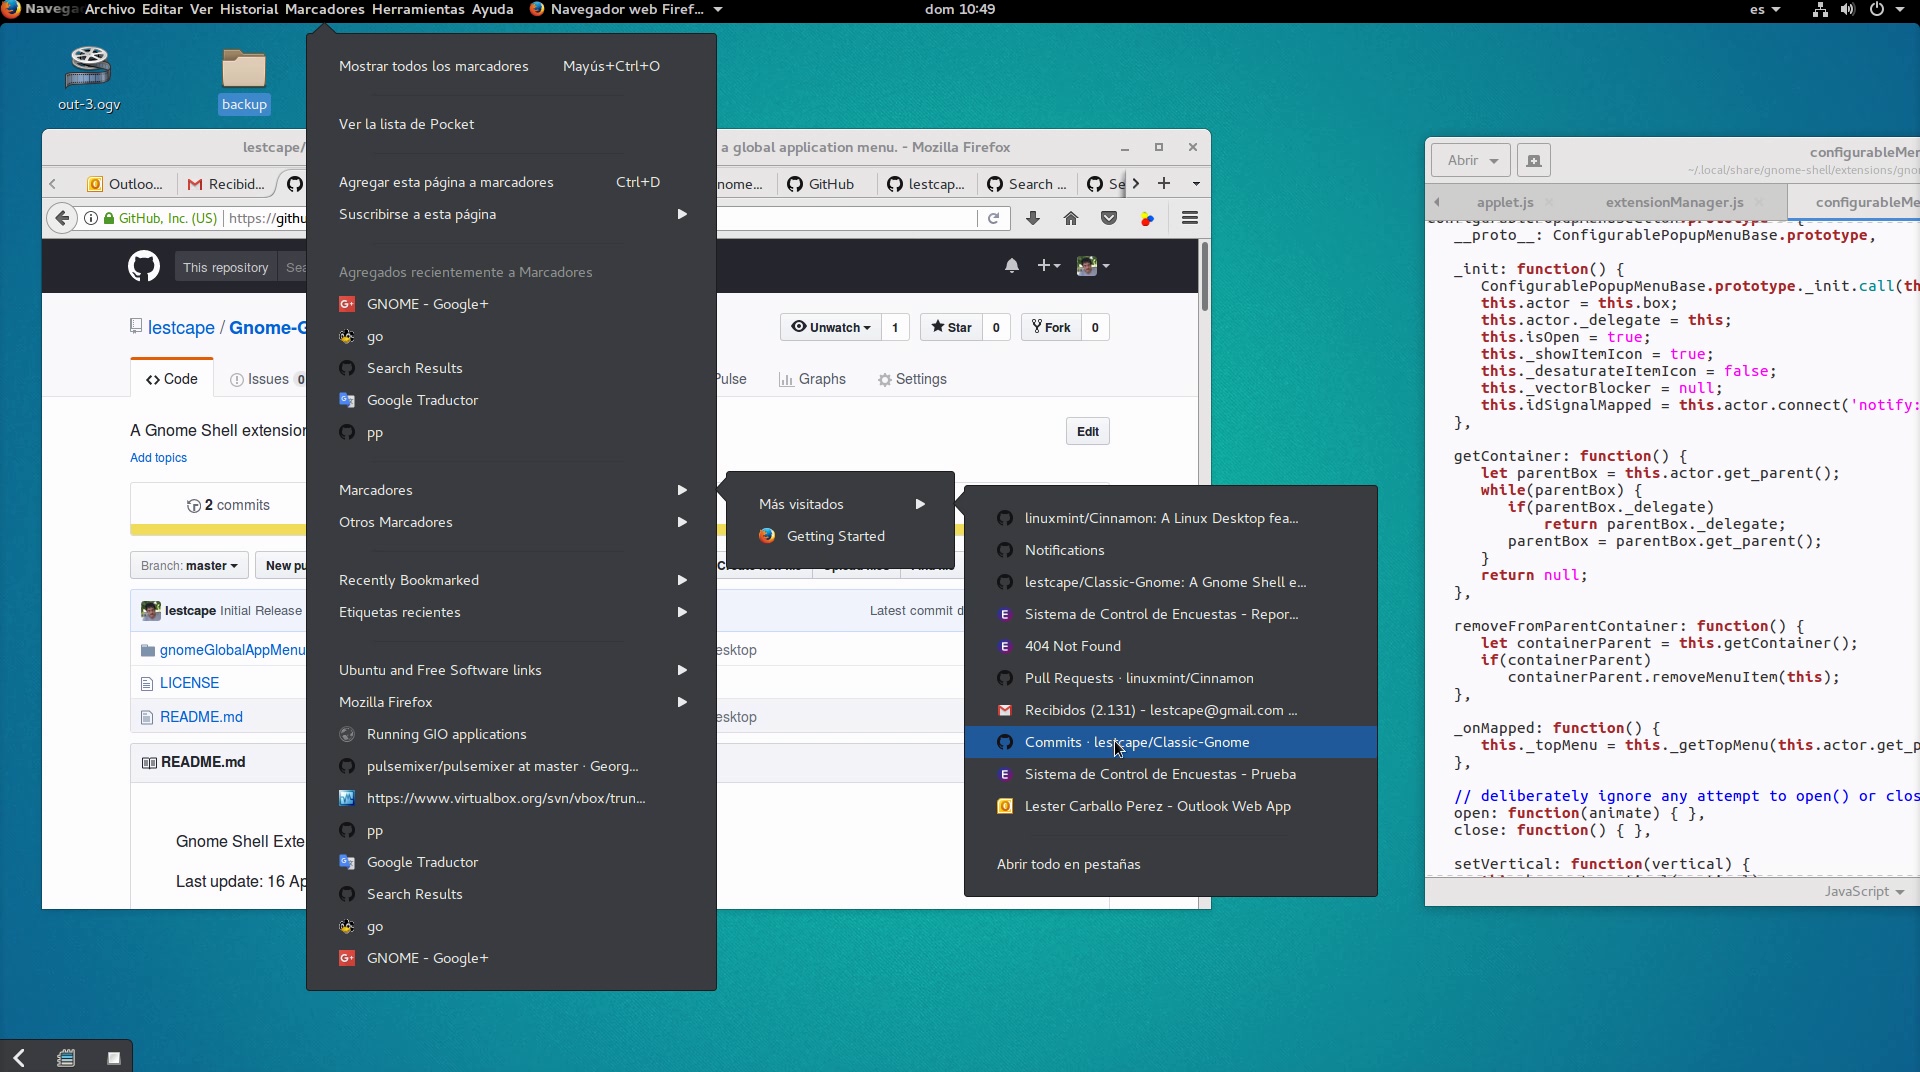 Archivo Editar Ver Historial Marcadores Herramientas Ayuda
Navegador web Firef...
dom 10:49
es
out-3.ogv
backup
lestcape/
a global application menu. - Mozilla Firefox
Outloo...
Recibid...
GitHub
lestcap...
Search ...
GitHub, Inc. (US)
https://githu
This repository
lestcape /
Unwatch
1
Star
0
Fork
0
Code
Issues 0
Pulse
Graphs
Settings
A Gnome Shell extension
Edit
Add topics
2 commits
Branch: master
lestcape Initial Release
Latest commit d
gnomeGlobalAppMenu
LICENSE
README.md
README.md
Gnome Shell Exte
Last update: 16 Ap
Mostrar todos los marcadores Mayús+Ctrl+O
Ver la lista de Pocket
Agregar esta página a marcadores Ctrl+D
Suscribirse a esta página
Agregados recientemente a Marcadores
GNOME - Google+
go
Search Results
Google Traductor
pp
Marcadores
Otros Marcadores
Recently Bookmarked
Etiquetas recientes
Ubuntu and Free Software links
Mozilla Firefox
Running GIO applications
pulsemixer/pulsemixer at master · Georg...
https://www.virtualbox.org/svn/vbox/trun...
pp
Google Traductor
Search Results
go
GNOME - Google+
Más visitados
Getting Started
linuxmint/Cinnamon: A Linux Desktop fea...
Notifications
lestcape/Classic-Gnome: A Gnome Shell e...
Sistema de Control de Encuestas - Repor...
404 Not Found
Pull Requests · linuxmint/Cinnamon
Recibidos (2.131) - lestcape@gmail.com ...
Commits · lestcape/Classic-Gnome
Sistema de Control de Encuestas - Prueba
Lester Carballo Perez - Outlook Web App
Abrir todo en pestañas
Abrir
configurableMe
~/.local/share/gnome-shell/extensions/gno
applet.js
extensionManager.js
configurableMe
__proto__: ConfigurablePopupMenuBase.prototype,
_init: function() {
ConfigurablePopupMenuBase.prototype._init.call(th
this.actor = this.box;
this.actor._delegate = this;
this.isOpen = true;
this._showItemIcon = true;
this._desaturateItemIcon = false;
this._vectorBlocker = null;
this.idSignalMapped = this.actor.connect('notify:
},
getContainer: function() {
let parentBox = this.actor.get_parent();
while(parentBox) {
if(parentBox._delegate)
return parentBox._delegate;
parentBox = parentBox.get_parent();
}
return null;
},
removeFromParentContainer: function() {
let containerParent = this.getContainer();
if(containerParent)
containerParent.removeMenuItem(this);
},
_onMapped: function() {
this._topMenu = this._getTopMenu(this.actor.get_p
},
// deliberately ignore any attempt to open() or clos
open: function(animate) { },
close: function() { },
setVertical: function(vertical) {
JavaScript